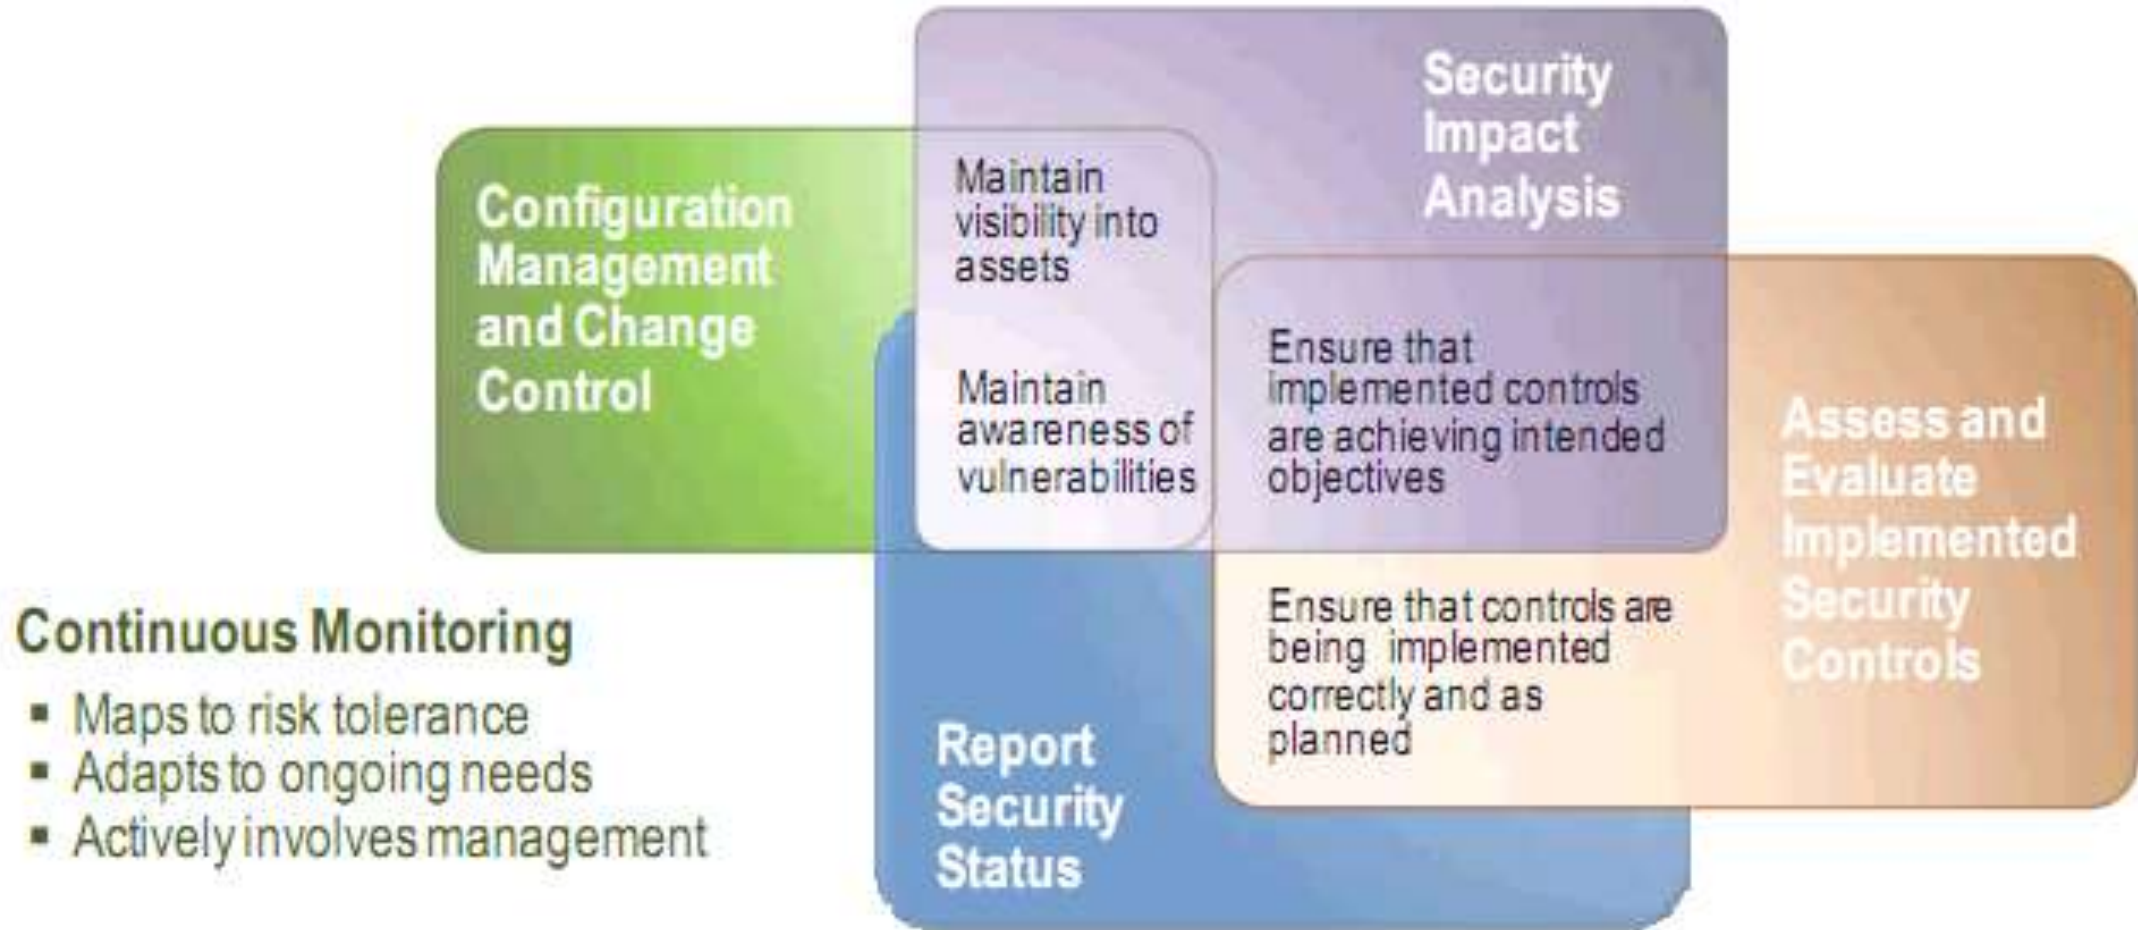 Security
Impact
Analysis
Configuration
Management
and Change
Control
Maintain
visibility into
assets
Maintain
awareness of
vulnerabilities
Ensure that
implemented controls
are achieving intended
objectives
Assess and
Evaluate
Implemented
Security
Controls
Ensure that controls are
being implemented
correctly and as
planned
Report
Security
Status
Continuous Monitoring
▪ Maps to risk tolerance
▪ Adapts to ongoing needs
▪ Actively involves management